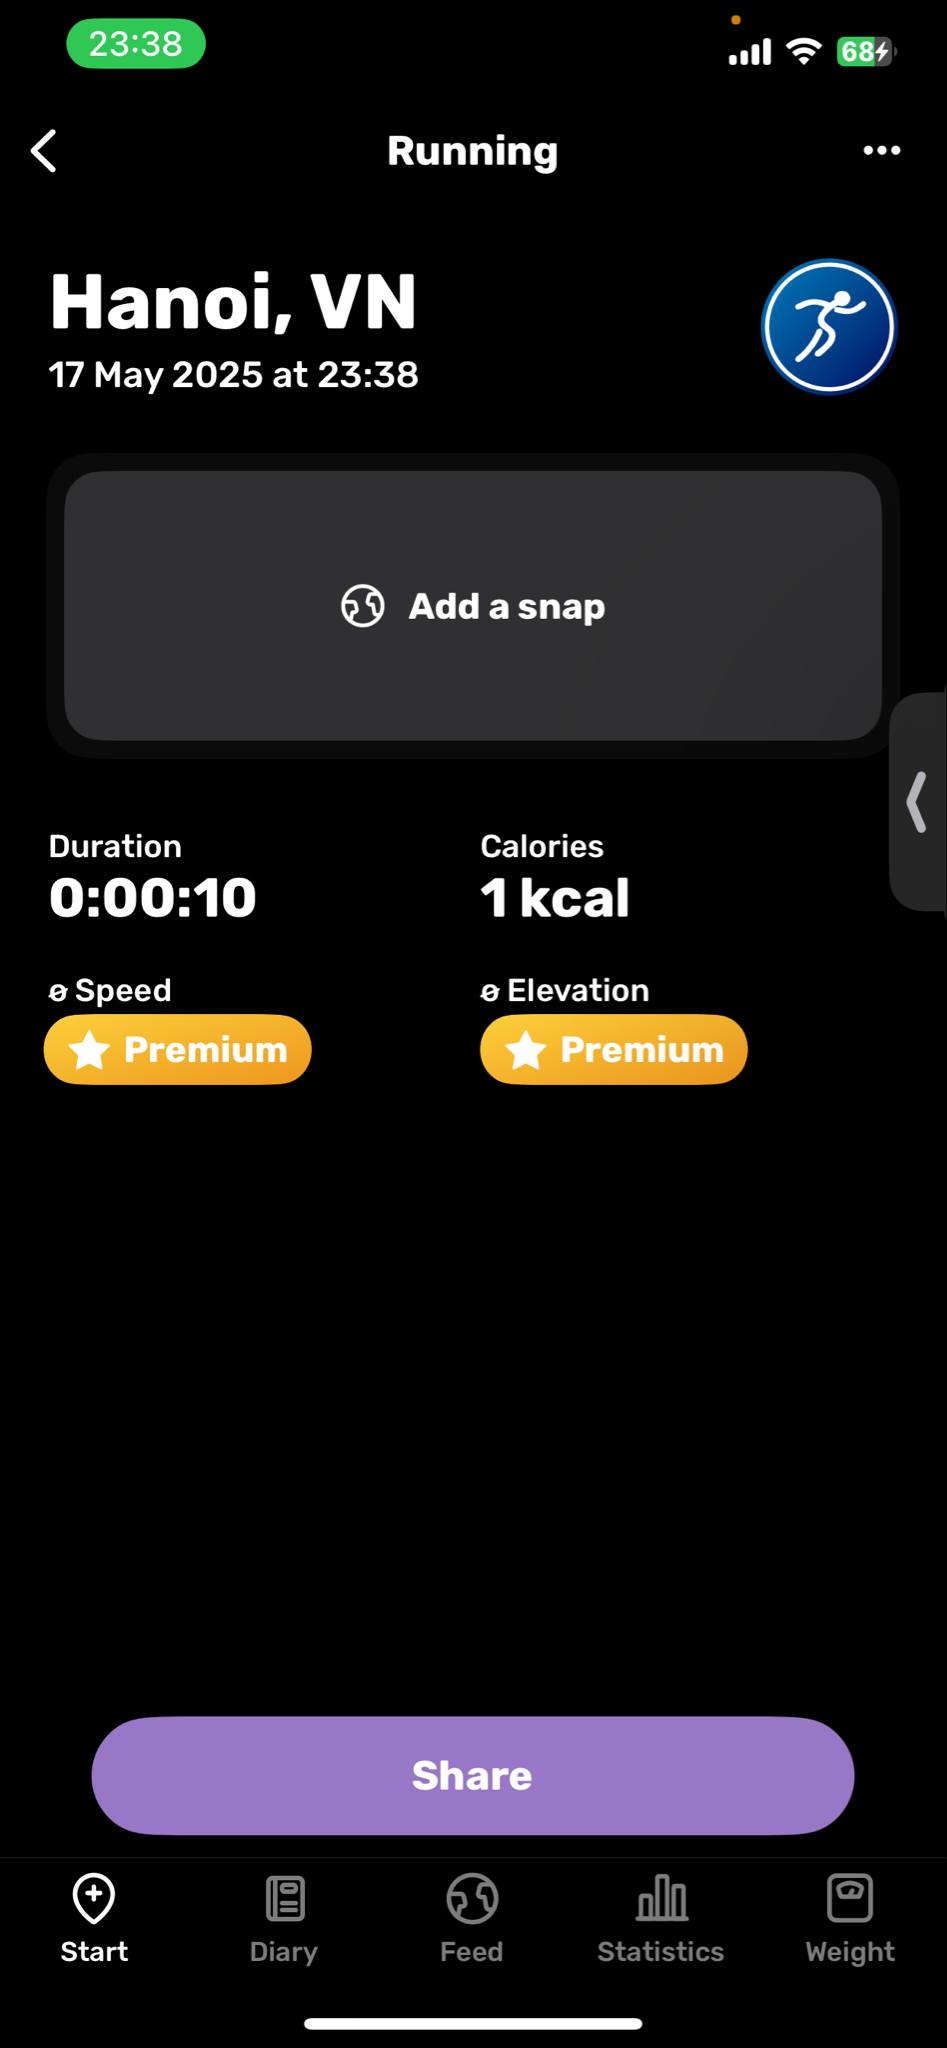 23:38
68
Running
Hanoi, VN
17 May 2025 at 23:38
Add a snap
Duration
Calories
0:00:10
1 kcal
ø Speed
ø Elevation
Premium
Premium
Share
Start
Diary
Feed
Statistics
Weight